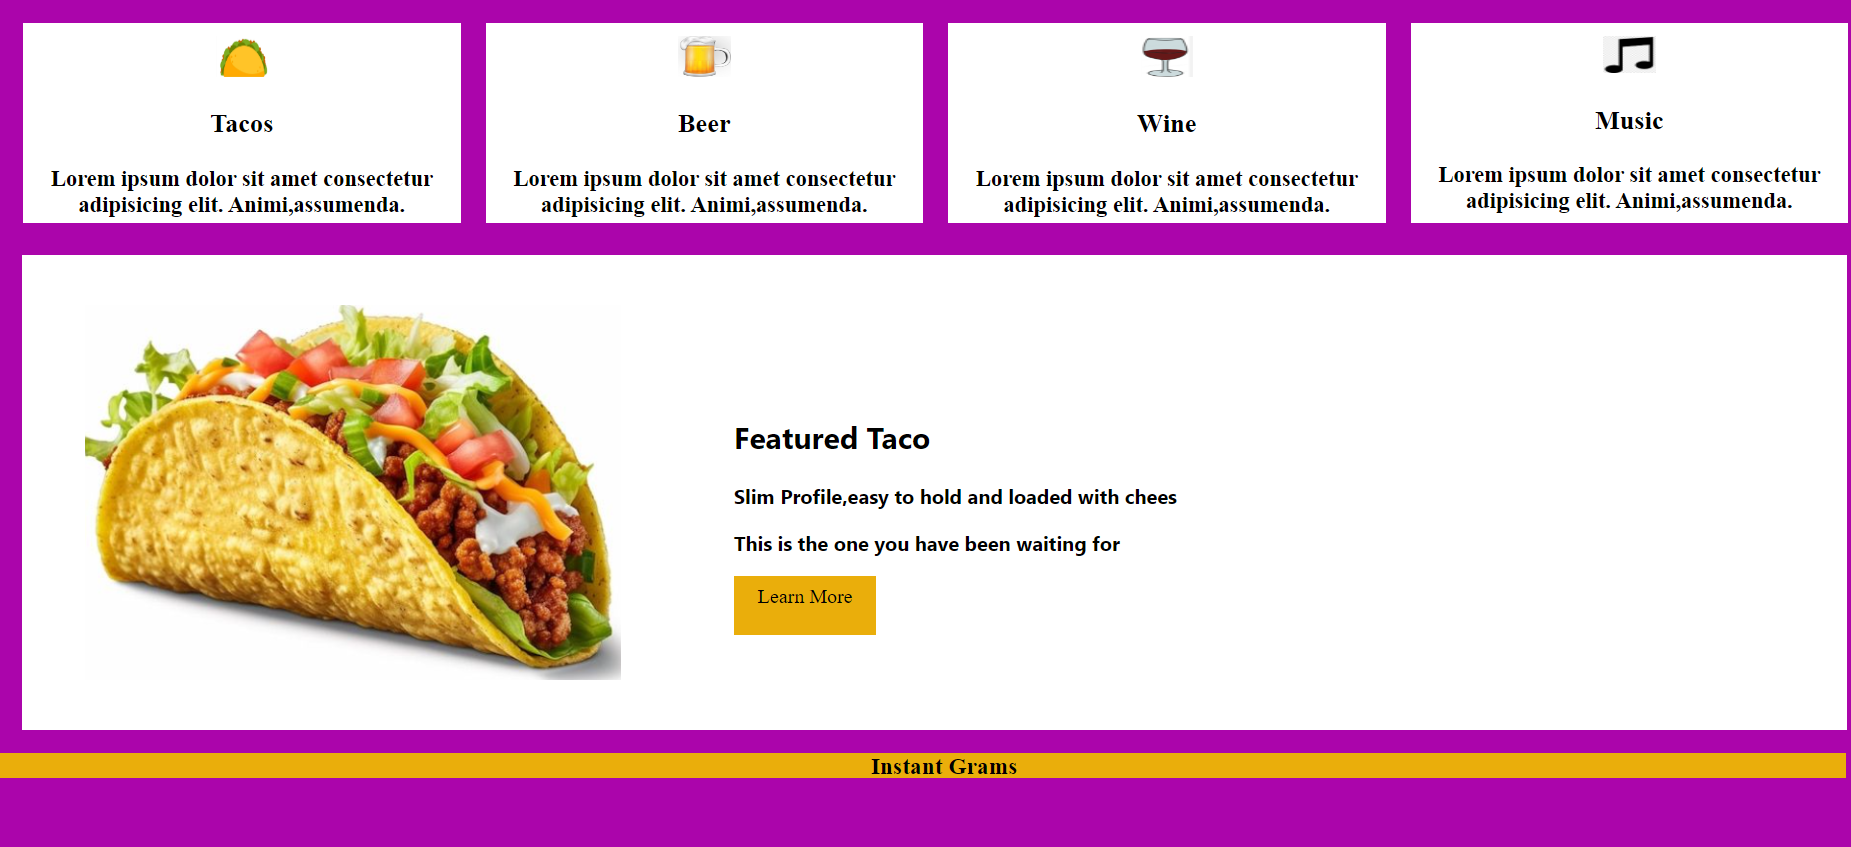 Tacos
Lorem ipsum dolor sit amet consectetur
adipisicing elit. Animi,assumenda.
Beer
Lorem ipsum dolor sit amet consectetur
adipisicing elit. Animi,assumenda.
Wine
Lorem ipsum dolor sit amet consectetur
adipisicing elit. Animi,assumenda.
Music
Lorem ipsum dolor sit amet consectetur
adipisicing elit. Animi,assumenda.
Featured Taco
Slim Profile,easy to hold and loaded with chees
This is the one you have been waiting for
Learn More
Instant Grams